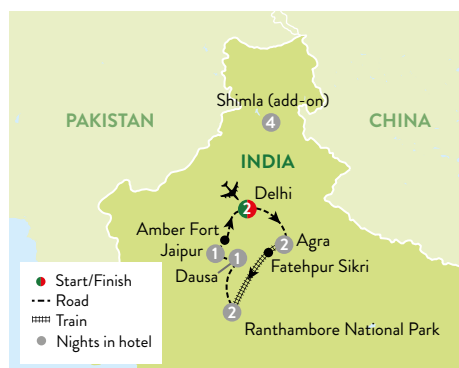 Shimla (add-on)
4
PAKISTAN
CHINA
INDIA
2
Delhi
Amber Fort
Jaipur
1
1
2
Agra
Dausa
Fatehpur Sikri
2
Ranthambore National Park
Start/Finish
Road
Train
Nights in hotel